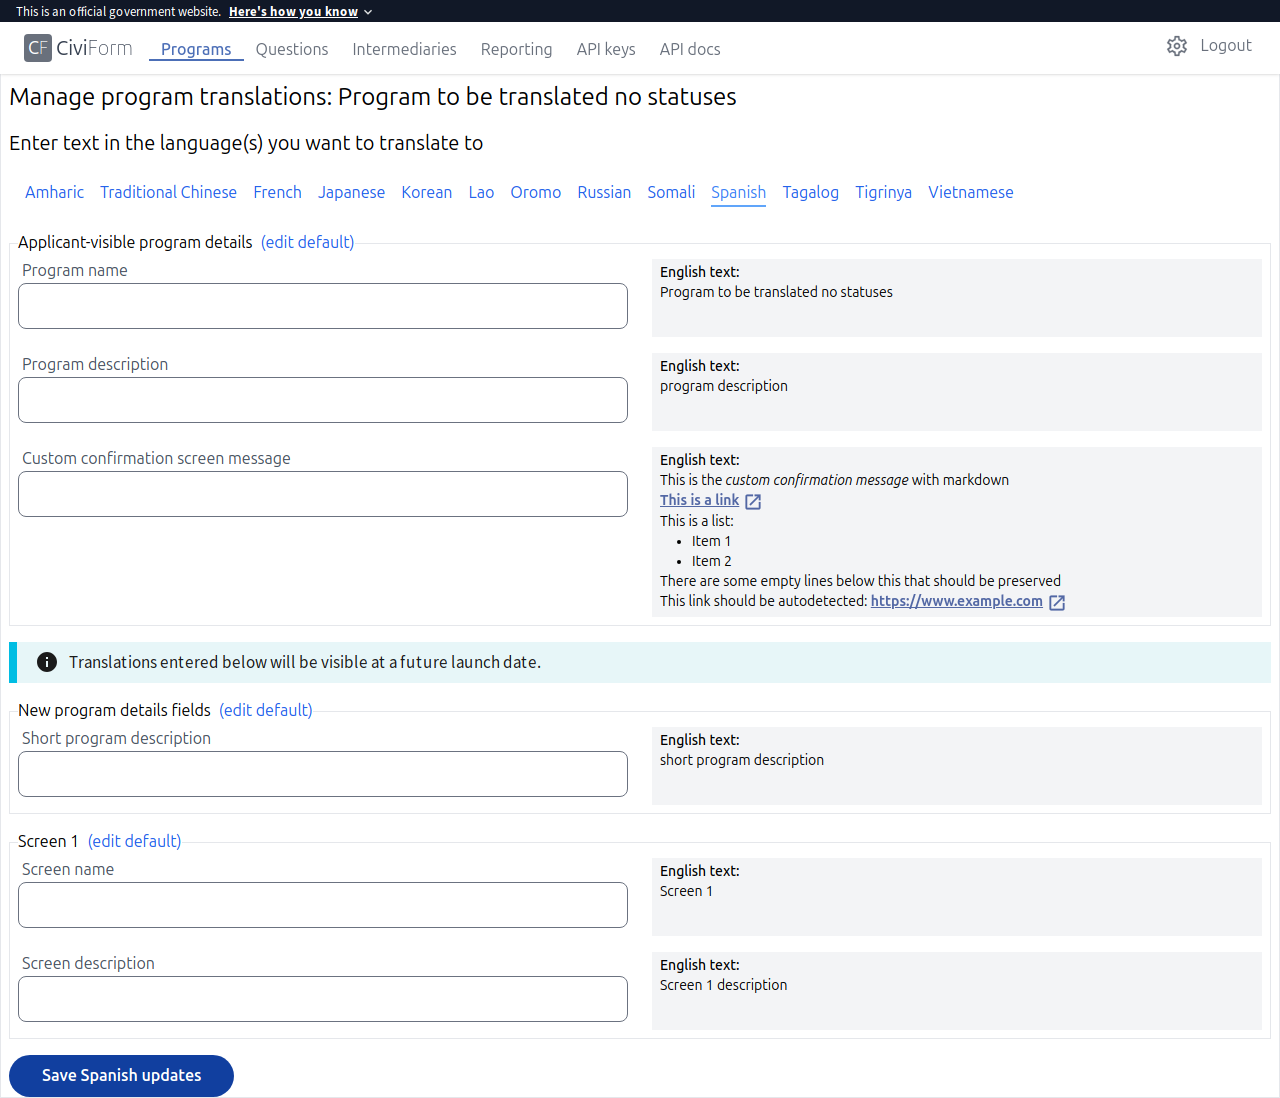 This is an official government website. Here's how you know
CF CiviForm Programs Questions Intermediaries Reporting API keys API docs Logout
Manage program translations: Program to be translated no statuses
Enter text in the language(s) you want to translate to
Amharic Traditional Chinese French Japanese Korean Lao Oromo Russian Somali Spanish Tagalog Tigrinya Vietnamese
Applicant-visible program details (edit default)
Program name
English text:
Program to be translated no statuses
Program description
English text:
program description
Custom confirmation screen message
English text:
This is the custom confirmation message with markdown
This is a link
This is a list:
• Item 1
• Item 2
There are some empty lines below this that should be preserved
This link should be autodetected: https://www.example.com
Translations entered below will be visible at a future launch date.
New program details fields (edit default)
Short program description
English text:
short program description
Screen 1 (edit default)
Screen name
English text:
Screen 1
Screen description
English text:
Screen 1 description
Save Spanish updates